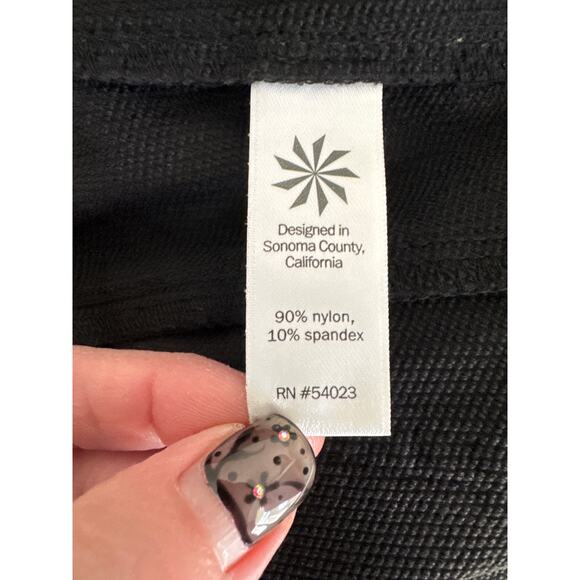 Designed in
Sonoma County,
California
90% nylon,
10% spandex
RN #54023